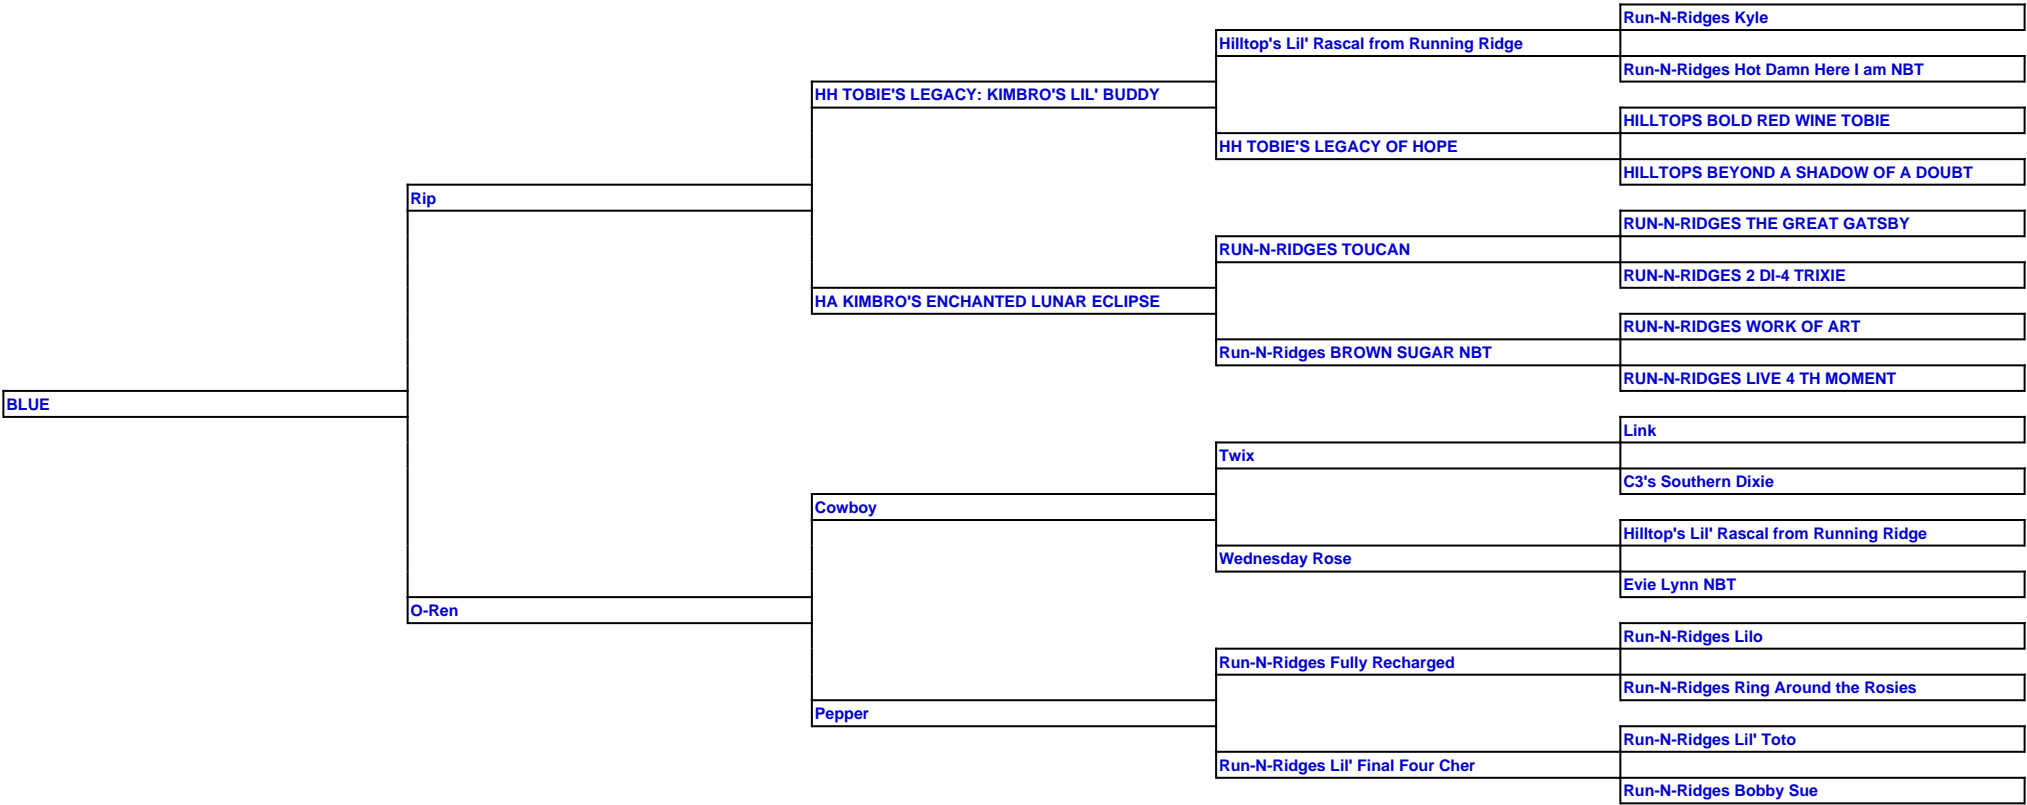 Run-N-Ridges Kyle
Hilltop's Lil' Rascal from Running Ridge
Run-N-Ridges Hot Damn Here I am NBT
HH TOBIE'S LEGACY: KIMBRO'S LIL' BUDDY
HILLTOPS BOLD RED WINE TOBIE
HH TOBIE'S LEGACY OF HOPE
HILLTOPS BEYOND A SHADOW OF A DOUBT
Rip
RUN-N-RIDGES THE GREAT GATSBY
RUN-N-RIDGES TOUCAN
RUN-N-RIDGES 2 DI-4 TRIXIE
HA KIMBRO'S ENCHANTED LUNAR ECLIPSE
RUN-N-RIDGES WORK OF ART
Run-N-Ridges BROWN SUGAR NBT
RUN-N-RIDGES LIVE 4 TH MOMENT
BLUE
Link
Twix
C3's Southern Dixie
Cowboy
Hilltop's Lil' Rascal from Running Ridge
Wednesday Rose
Evie Lynn NBT
O-Ren
Run-N-Ridges Lilo
Run-N-Ridges Fully Recharged
Run-N-Ridges Ring Around the Rosies
Pepper
Run-N-Ridges Lil' Toto
Run-N-Ridges Lil' Final Four Cher
Run-N-Ridges Bobby Sue